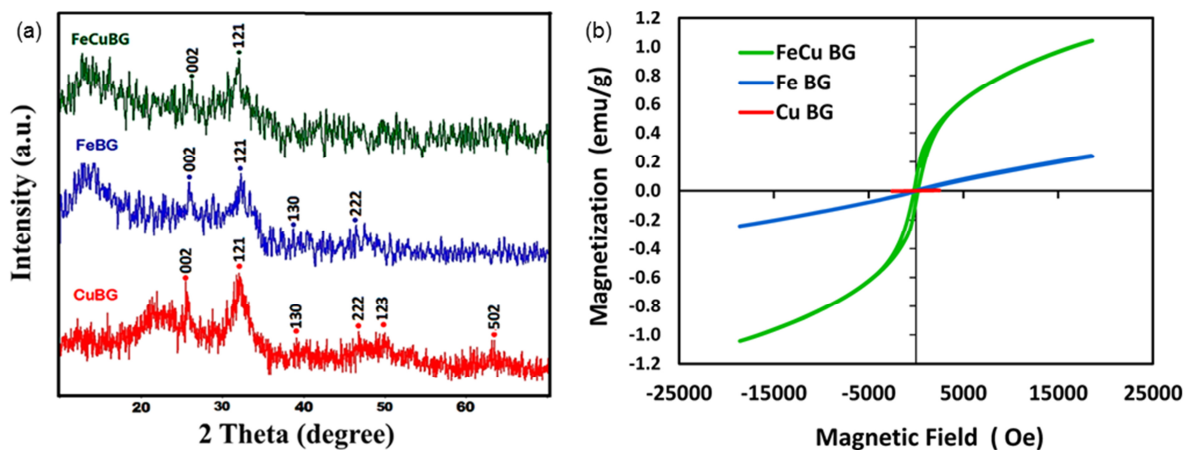 (a)
FeCuBG
002
121
FeBG
002
121
130
222
CuBG
002
121
130
222
123
502
Intensity (a.u.)
20 30 40 50 60
2 Theta (degree)
(b)
FeCu BG
Fe BG
Cu BG
Magnetization (emu/g)
1.2
1.0
0.8
0.6
0.4
0.2
0.0
-0.2
-0.4
-0.6
-0.8
-1.0
-1.2
-25000 -15000 -5000 5000 15000 25000
Magnetic Field ( Oe)